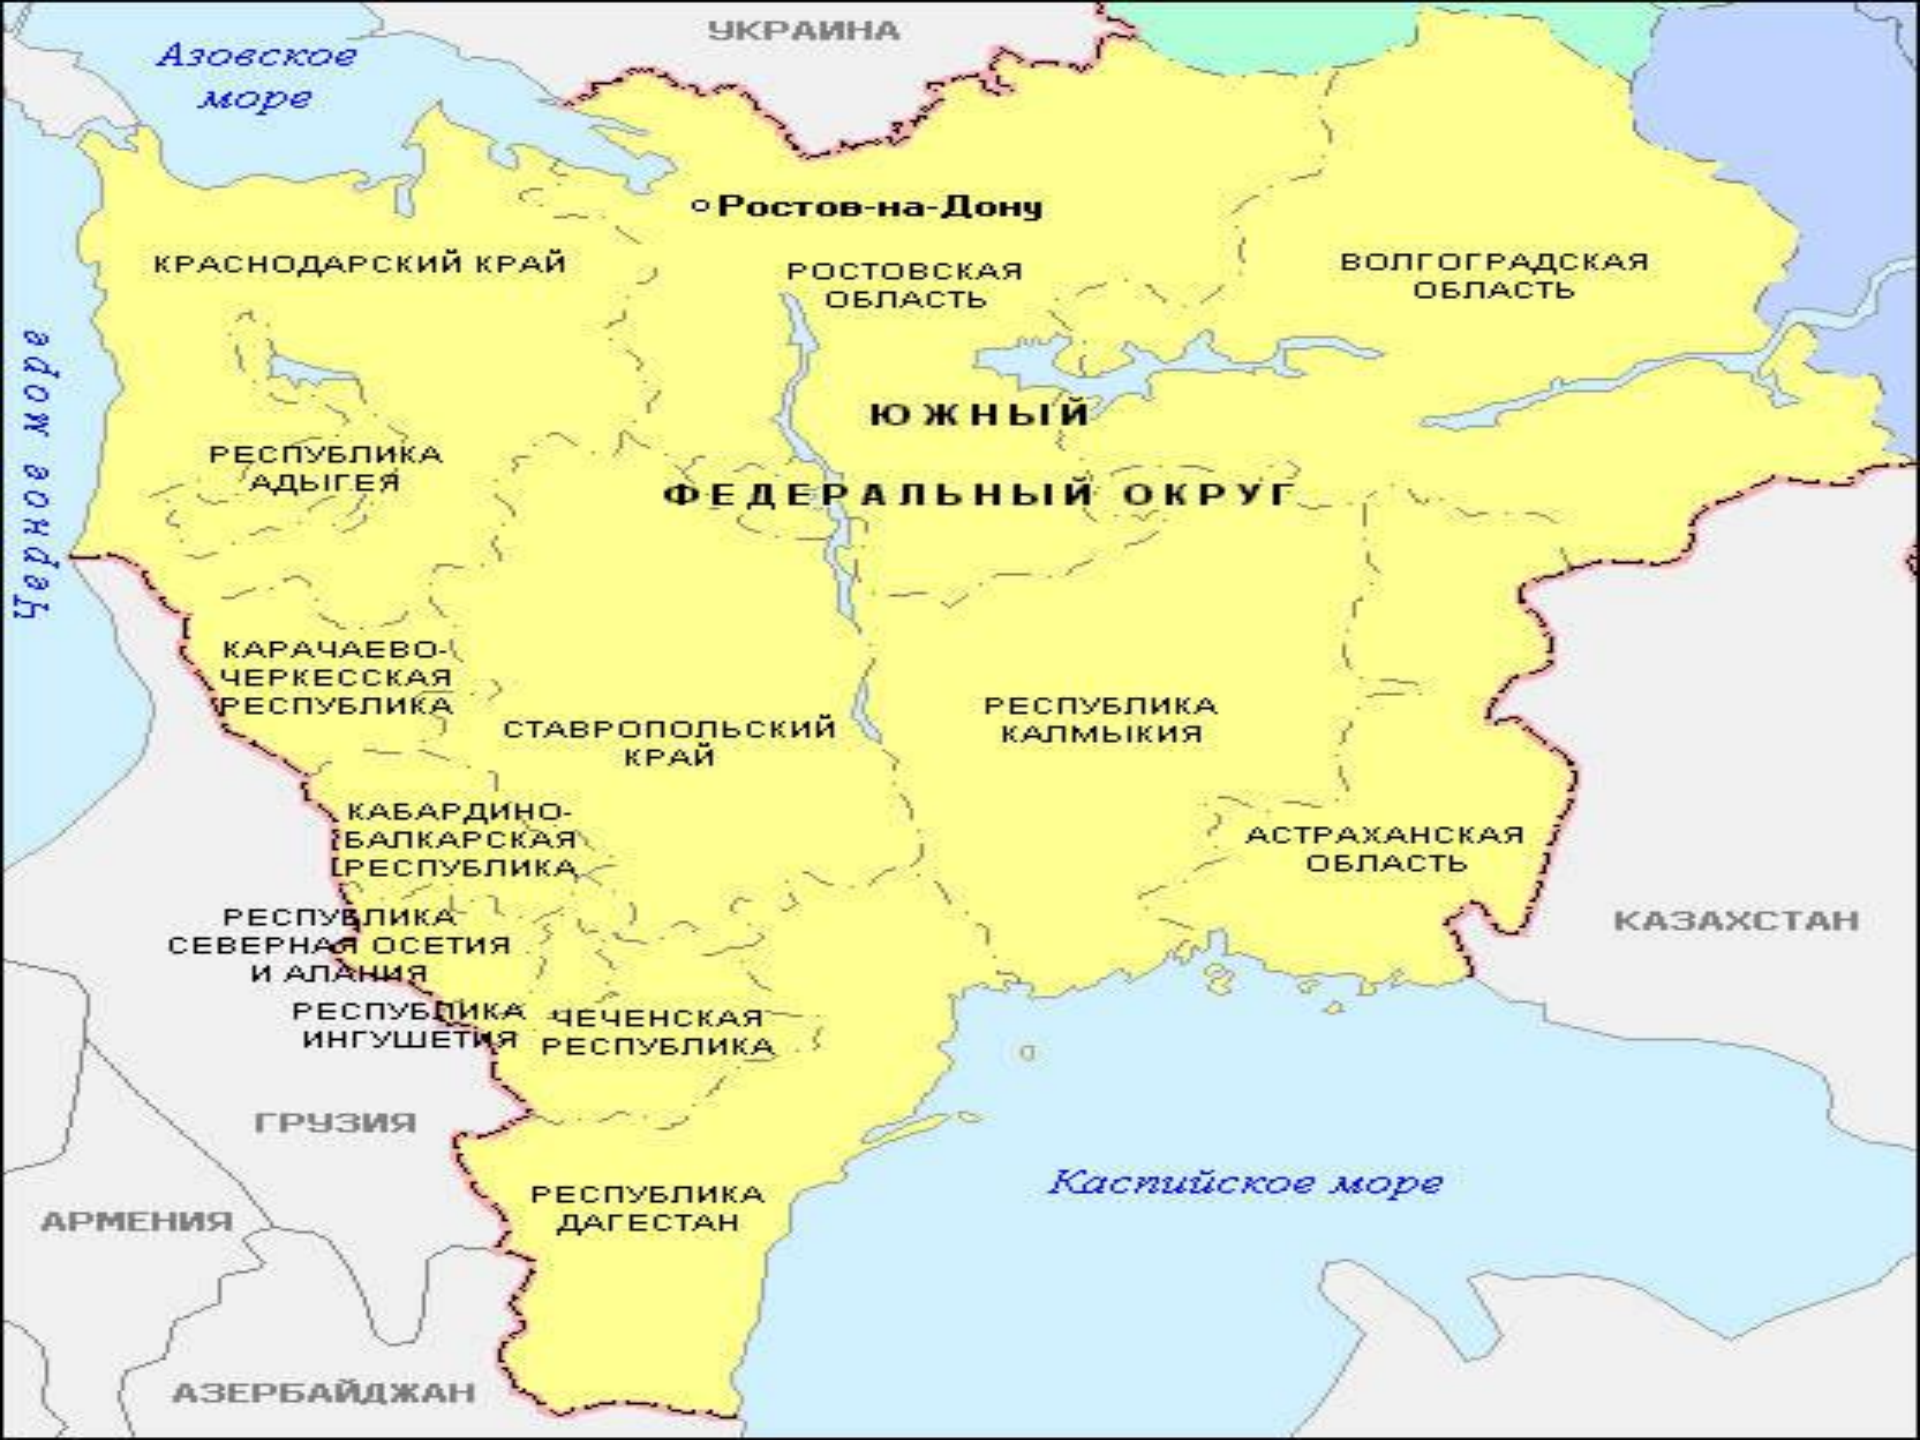 УКРАИНА
Азовское
море
Ростов-на-Дону
КРАСНОДАРСКИЙ КРАЙ
РОСТОВСКАЯ
ОБЛАСТЬ
ВОЛГОГРАДСКАЯ
ОБЛАСТЬ
Черное море
ЮЖНЫЙ
ФЕДЕРАЛЬНЫЙ ОКРУГ
РЕСПУБЛИКА
АДЫГЕЯ
КАРАЧАЕВО-
ЧЕРКЕССКАЯ
РЕСПУБЛИКА
СТАВРОПОЛЬСКИЙ
КРАЙ
РЕСПУБЛИКА
КАЛМЫКИЯ
КАБАРДИНО-
БАЛКАРСКАЯ
РЕСПУБЛИКА
АСТРАХАНСКАЯ
ОБЛАСТЬ
РЕСПУБЛИКА
СЕВЕРНАЯ ОСЕТИЯ
И АЛАНИЯ
КАЗАХСТАН
РЕСПУБЛИКА
ИНГУШЕТИЯ
ЧЕЧЕНСКАЯ
РЕСПУБЛИКА
ГРУЗИЯ
Каспийское море
РЕСПУБЛИКА
ДАГЕСТАН
АРМЕНИЯ
АЗЕРБАЙДЖАН